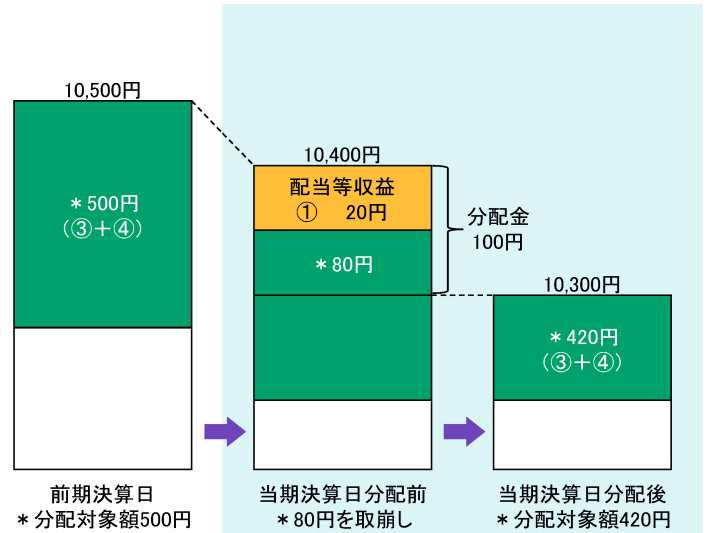 10,500円
*500円
(③+④)
10,400円
配当等収益
① 20円
*80円
分配金
100円
10,300円
*420円
(③+④)
前期決算日
*分配対象額500円
当期決算日分配前
*80円を取崩し
当期決算日分配後
*分配対象額420円